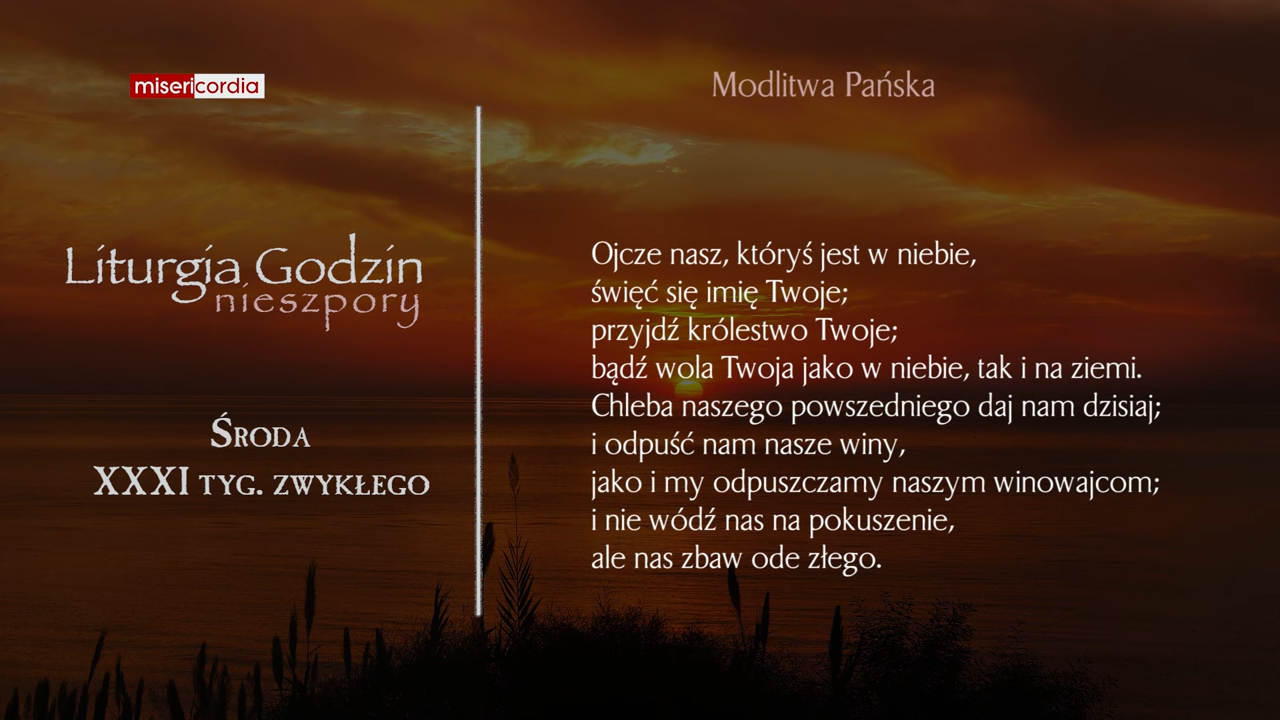 misericordia
Liturgia Godzin
nieszpory
Środa
XXXI tyg. zwykłego
Modlitwa Pańska
Ojcze nasz, któryś jest w niebie,
święć się imię Twoje;
przyjdź królestwo Twoje;
bądź wola Twoja jako w niebie, tak i na ziemi.
Chleba naszego powszedniego daj nam dzisiaj;
i odpuść nam nasze winy,
jako i my odpuszczamy naszym winowajcom;
i nie wódź nas na pokuszenie,
ale nas zbaw ode złego.